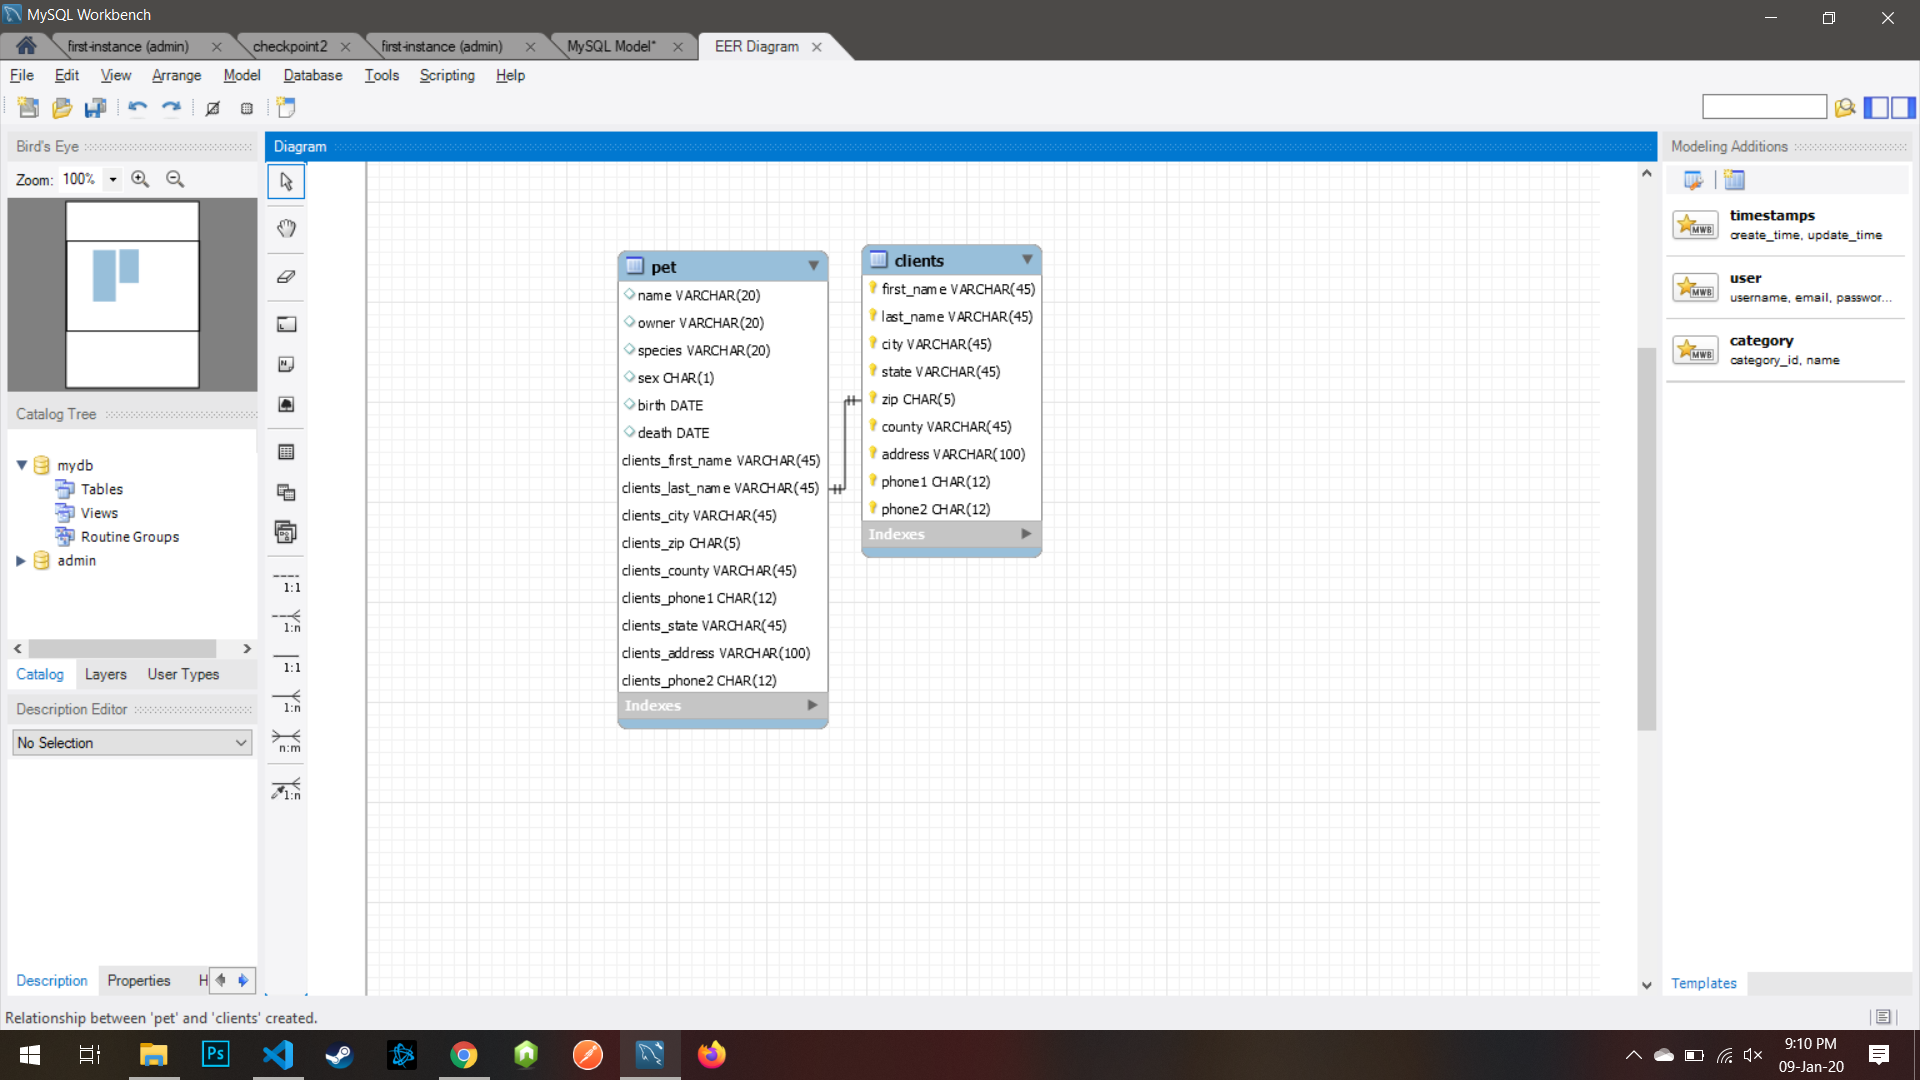 MySQL Workbench
first-instance (admin)
checkpoint2
first-instance (admin)
MySQL Model*
EER Diagram
File Edit View Arrange Model Database Tools Scripting Help
Bird's Eye
Zoom: 100%
Catalog Tree
mydb
Tables
Views
Routine Groups
admin
Catalog Layers User Types
Description Editor
No Selection
Description Properties H
Diagram
1:1
1:n
1:1
1:n
n:m
1:n
pet
name VARCHAR(20)
owner VARCHAR(20)
species VARCHAR(20)
sex CHAR(1)
birth DATE
death DATE
clients_first_name VARCHAR(45)
clients_last_name VARCHAR(45)
clients_city VARCHAR(45)
clients_zip CHAR(5)
clients_county VARCHAR(45)
clients_phone1 CHAR(12)
clients_state VARCHAR(45)
clients_address VARCHAR(100)
clients_phone2 CHAR(12)
Indexes
clients
first_name VARCHAR(45)
last_name VARCHAR(45)
city VARCHAR(45)
state VARCHAR(45)
zip CHAR(5)
county VARCHAR(45)
address VARCHAR(100)
phone1 CHAR(12)
phone2 CHAR(12)
Indexes
Modeling Additions
MWB
timestamps
create_time, update_time
MWB
user
username, email, passwor...
MWB
category
category_id, name
Templates
Relationship between 'pet' and 'clients' created.
Ps
9:10 PM
09-Jan-20